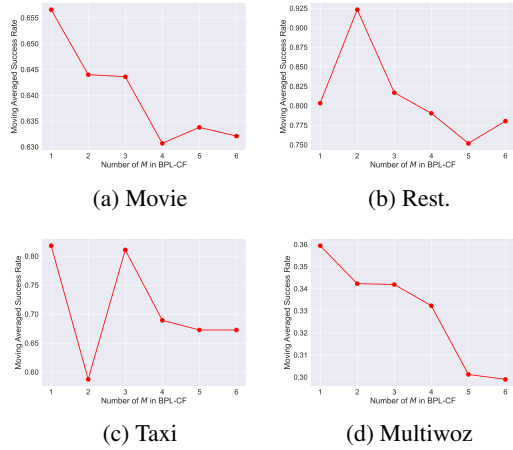 Moving Averaged Success Rate
0.655
0.650
0.645
0.640
0.635
0.630
1 2 3 4 5 6
Number of M in BPL-CF
(a) Movie
Moving Averaged Success Rate
0.925
0.900
0.875
0.850
0.825
0.800
0.775
0.750
1 2 3 4 5 6
Number of M in BPL-CF
(b) Rest.
Moving Averaged Success Rate
0.80
0.75
0.70
0.65
0.60
1 2 3 4 5 6
Number of M in BPL-CF
(c) Taxi
Moving Averaged Success Rate
0.36
0.35
0.34
0.33
0.32
0.31
0.30
1 2 3 4 5 6
Number of M in BPL-CF
(d) Multiwoz